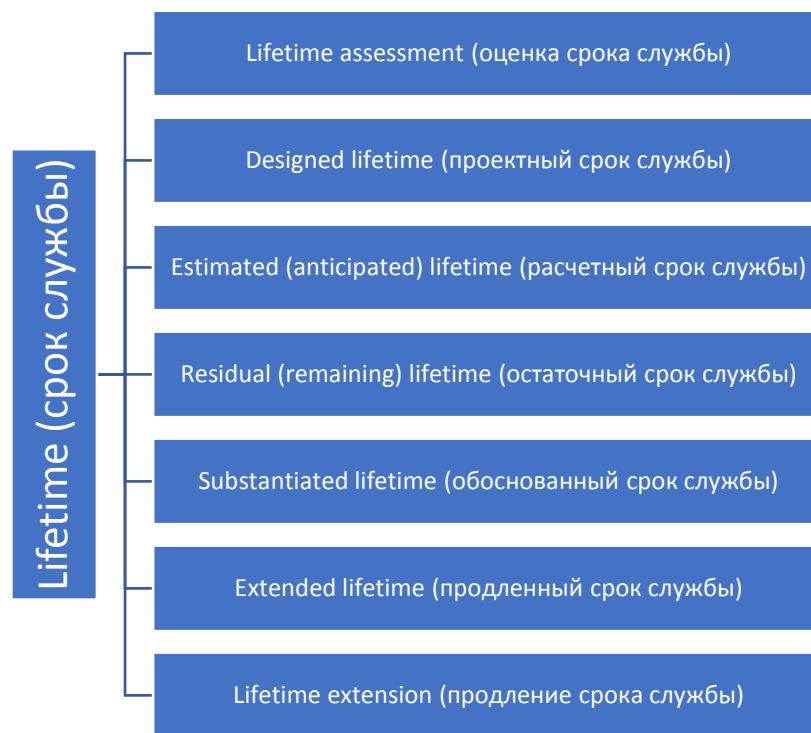 Lifetime (срок службы)
Lifetime assessment (оценка срока службы)
Designed lifetime (проектный срок службы)
Estimated (anticipated) lifetime (расчетный срок службы)
Residual (remaining) lifetime (остаточный срок службы)
Substantiated lifetime (обоснованный срок службы)
Extended lifetime (продленный срок службы)
Lifetime extension (продление срока службы)